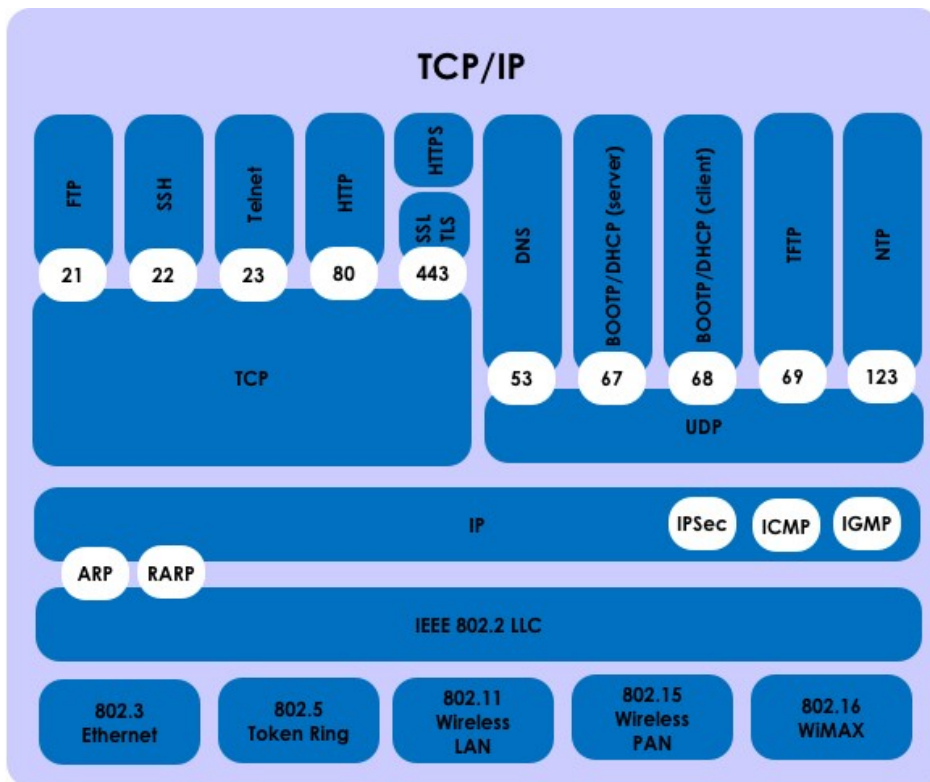 TCP/IP
FTP
SSH
Telnet
HTTP
HTTPS
SSL
TLS
DNS
BOOTP/DHCP (server)
BOOTP/DHCP (client)
TFTP
NTP
21
22
23
80
443
53
67
68
69
123
TCP
UDP
IP
IPSec
ICMP
IGMP
ARP
RARP
IEEE 802.2 LLC
802.3
Ethernet
802.5
Token Ring
802.11
Wireless
LAN
802.15
Wireless
PAN
802.16
WiMAX